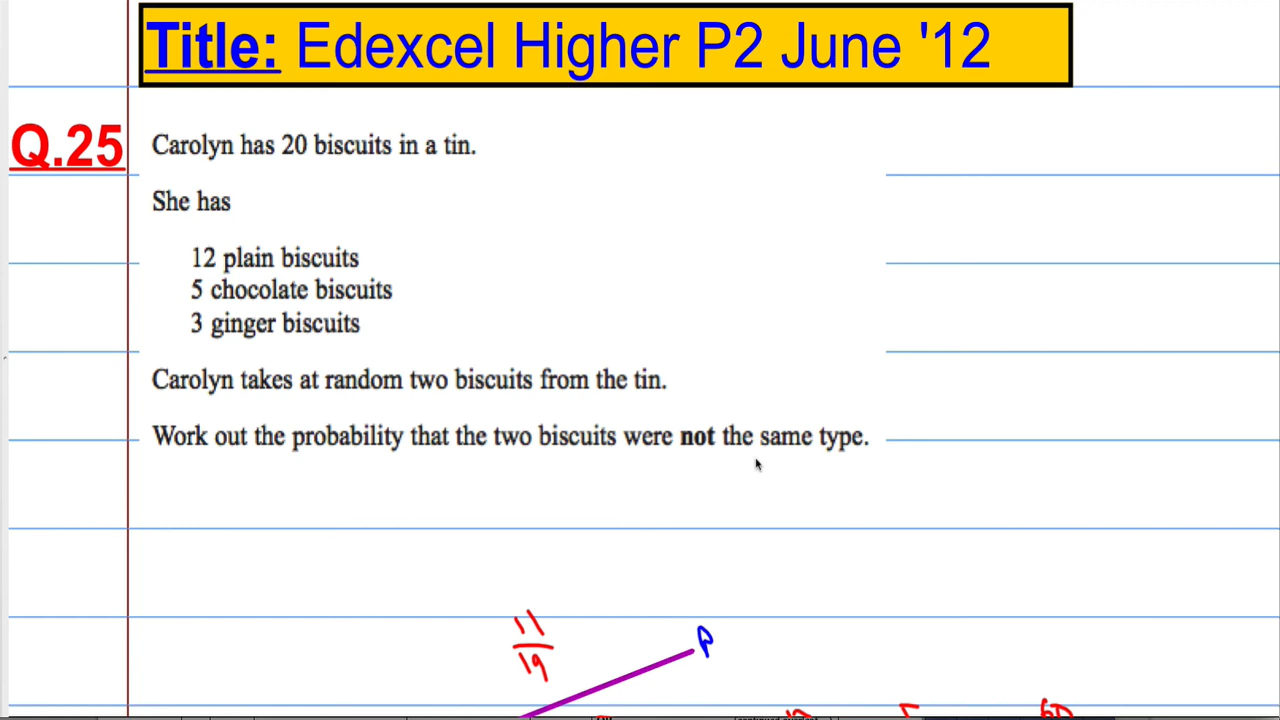 Title: Edexcel Higher P2 June '12
Q.25
Carolyn has 20 biscuits in a tin.
She has
12 plain biscuits
5 chocolate biscuits
3 ginger biscuits
Carolyn takes at random two biscuits from the tin.
Work out the probability that the two biscuits were not the same type.
11
19
P